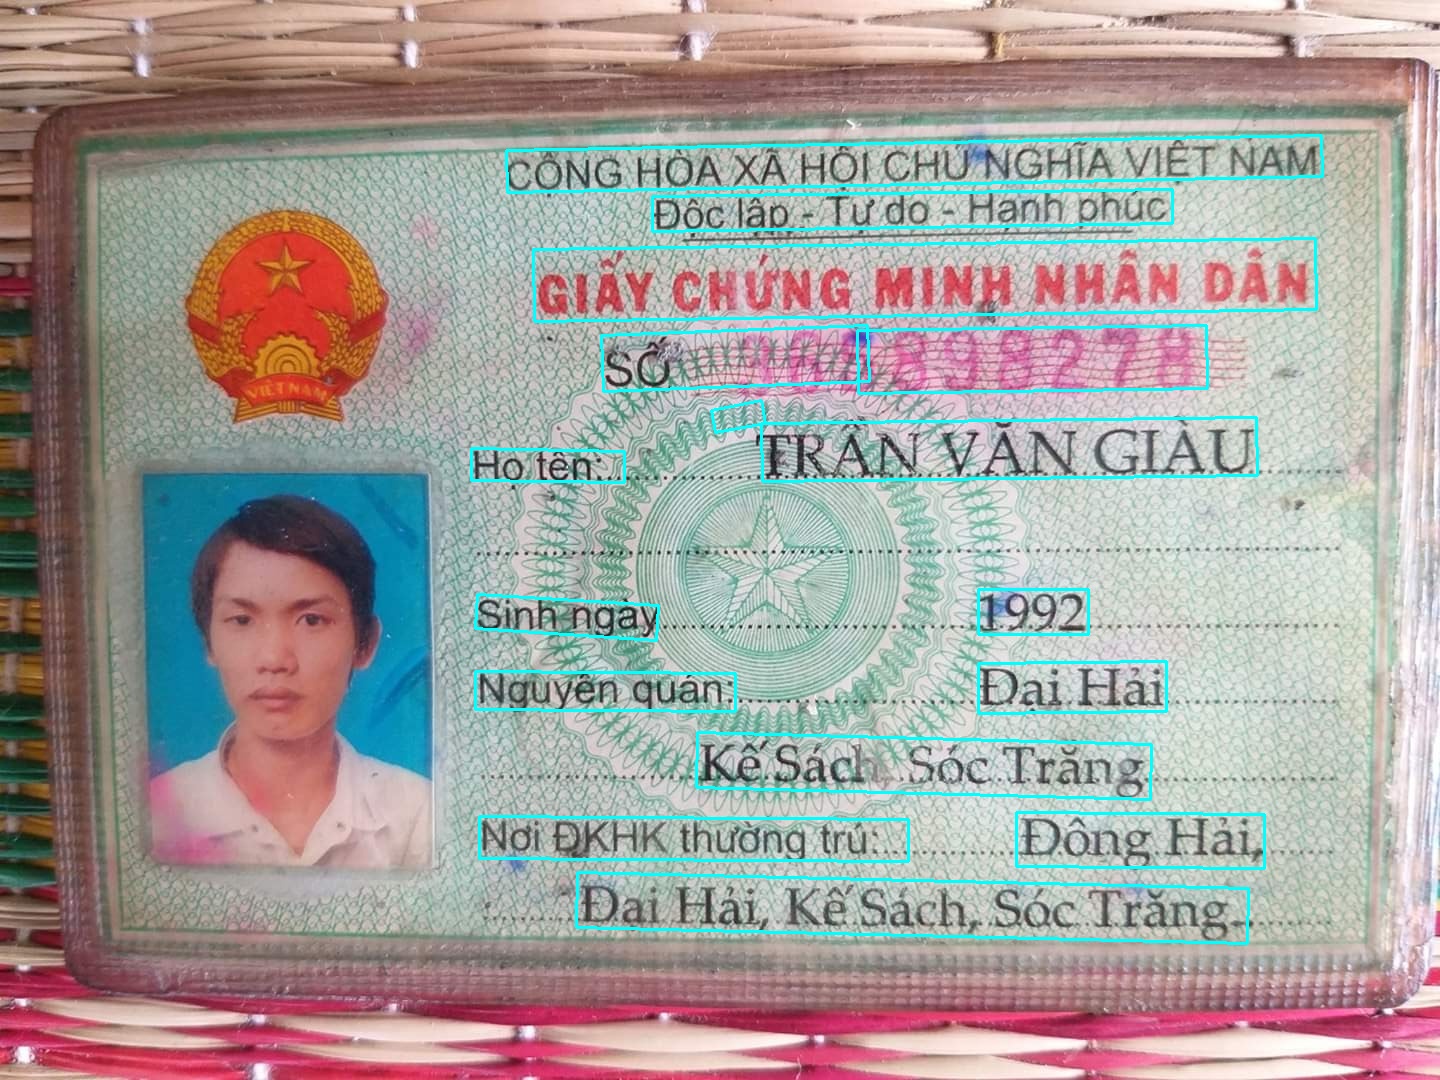 CỘNG HÒA XÃ HỘI CHỦ NGHĨA VIỆT NAM
Độc lập - Tự do - Hạnh phúc
GIẤY CHỨNG MINH NHÂN DÂN
VIỆT NAM
SỐ 898278
Họ tên: TRẦN VĂN GIÀU
Sinh ngày 1992
Nguyên quán: Đại Hải
Kế Sách, Sóc Trăng
Nơi ĐKHK thường trú: Đông Hải,
Đại Hải, Kế Sách, Sóc Trăng.